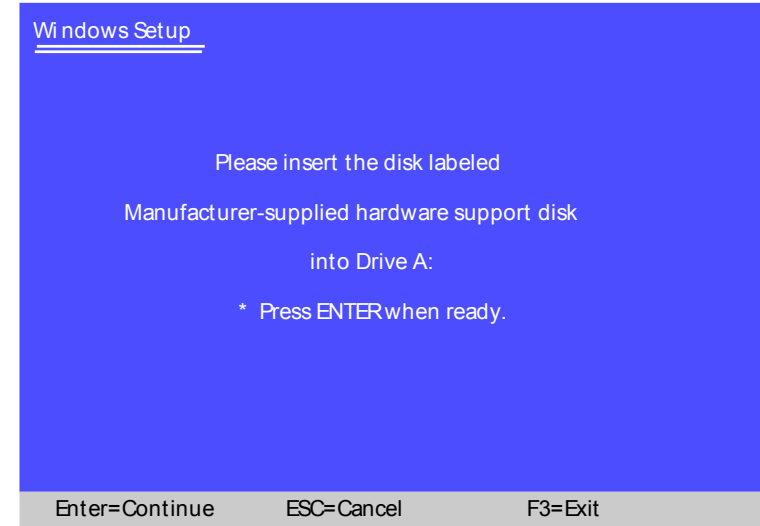 Windows Setup
Please insert the disk labeled
Manufacturer-supplied hardware support disk
into Drive A:
* Press ENTER when ready.
Enter=Continue ESC=Cancel F3=Exit